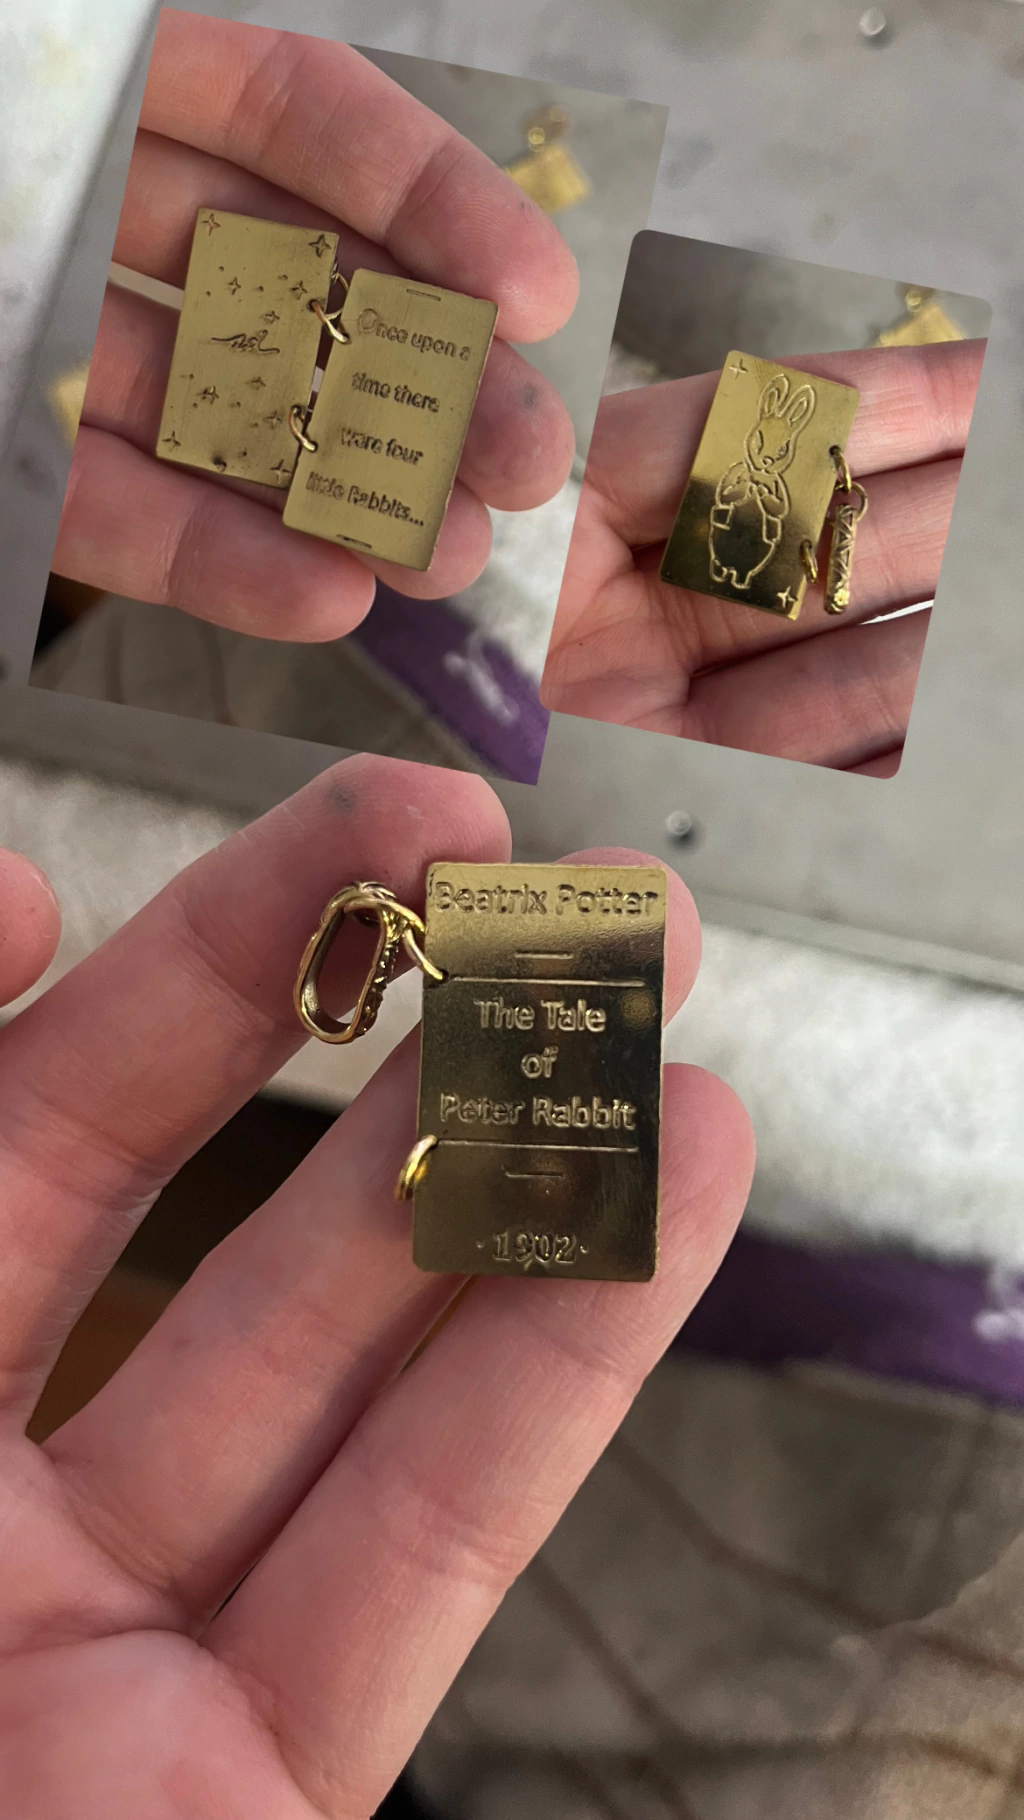 Once upon a
time there
were four
little Rabbits...
Beatrix Potter
The Tale
of
Peter Rabbit
·1902·